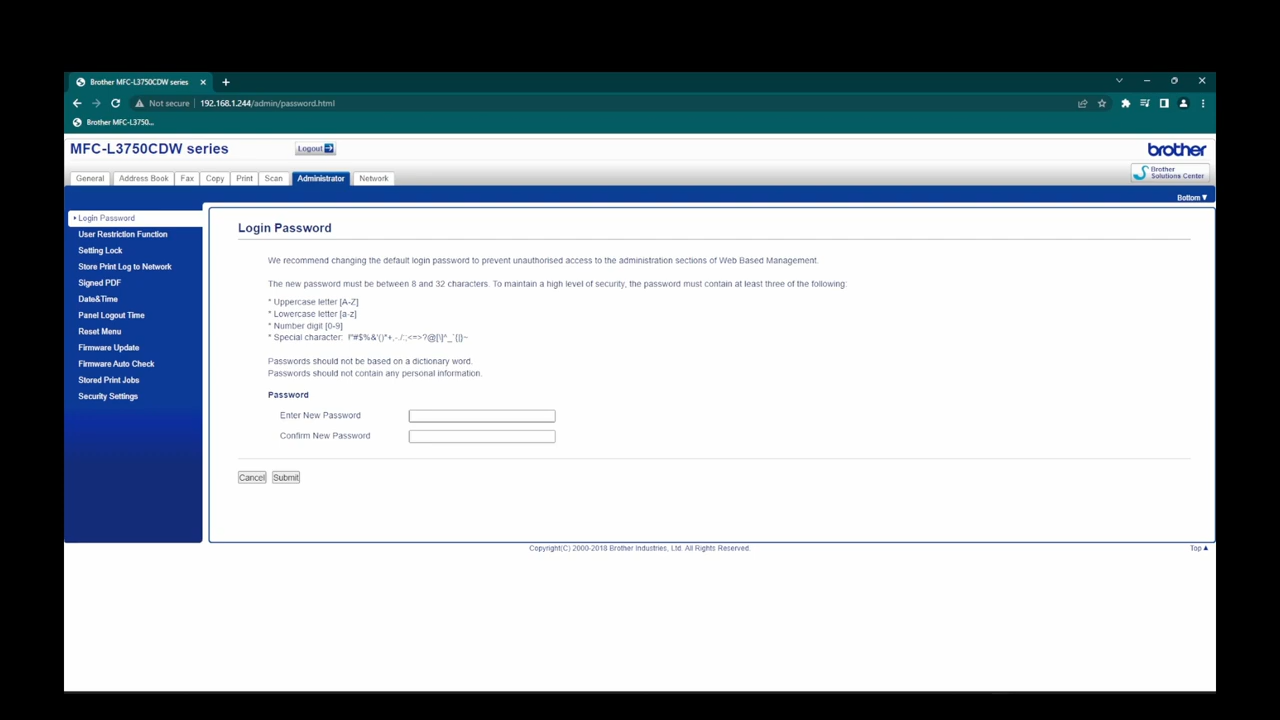 Brother MFC-L3750CDW series
Not secure 192.168.1.244/admin/password.html
Brother MFC-L3750...
MFC-L3750CDW series
Logout
brother
General Address Book Fax Copy Print Scan Administrator Network
Brother
Solutions Center
Bottom▼
Login Password
User Restriction Function
Setting Lock
Store Print Log to Network
Signed PDF
Date&Time
Panel Logout Time
Reset Menu
Firmware Update
Firmware Auto Check
Stored Print Jobs
Security Settings
Login Password
We recommend changing the default login password to prevent unauthorised access to the administration sections of Web Based Management.
The new password must be between 8 and 32 characters. To maintain a high level of security, the password must contain at least three of the following:
* Uppercase letter [A-Z]
* Lowercase letter [a-z]
* Number digit [0-9]
* Special character: !"#$%&'()*+,-./:;<=>?@[\]^_`{|}~
Passwords should not be based on a dictionary word.
Passwords should not contain any personal information.
Password
Enter New Password
Confirm New Password
Cancel Submit
Copyright(C) 2000-2018 Brother Industries, Ltd. All Rights Reserved.
Top▲